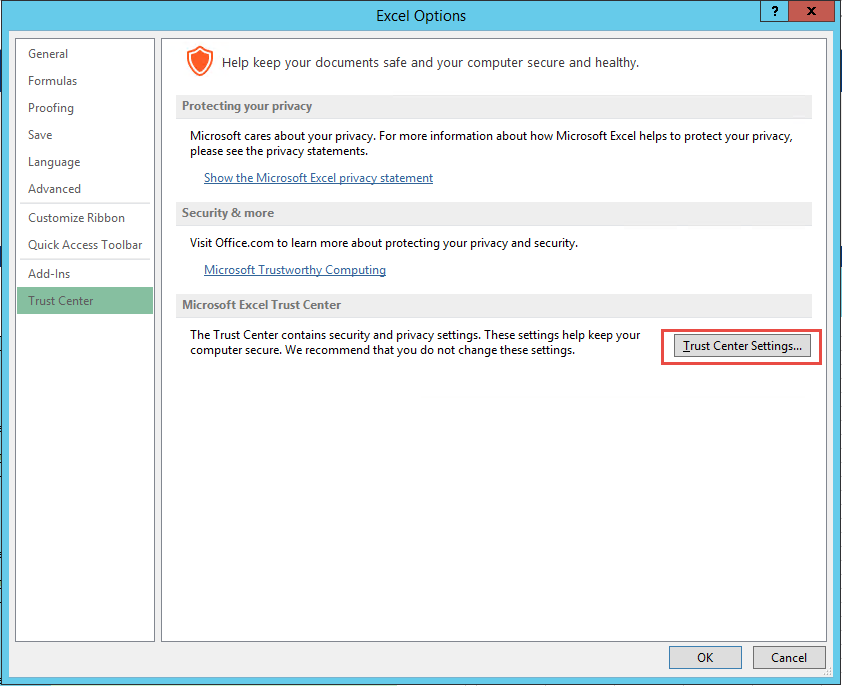 Excel Options
?
x
General
Formulas
Proofing
Save
Language
Advanced
Customize Ribbon
Quick Access Toolbar
Add-Ins
Trust Center
Help keep your documents safe and your computer secure and healthy.
Protecting your privacy
Microsoft cares about your privacy. For more information about how Microsoft Excel helps to protect your privacy,
please see the privacy statements.
Show the Microsoft Excel privacy statement
Security & more
Visit Office.com to learn more about protecting your privacy and security.
Microsoft Trustworthy Computing
Microsoft Excel Trust Center
The Trust Center contains security and privacy settings. These settings help keep your
computer secure. We recommend that you do not change these settings.
Trust Center Settings...
OK
Cancel